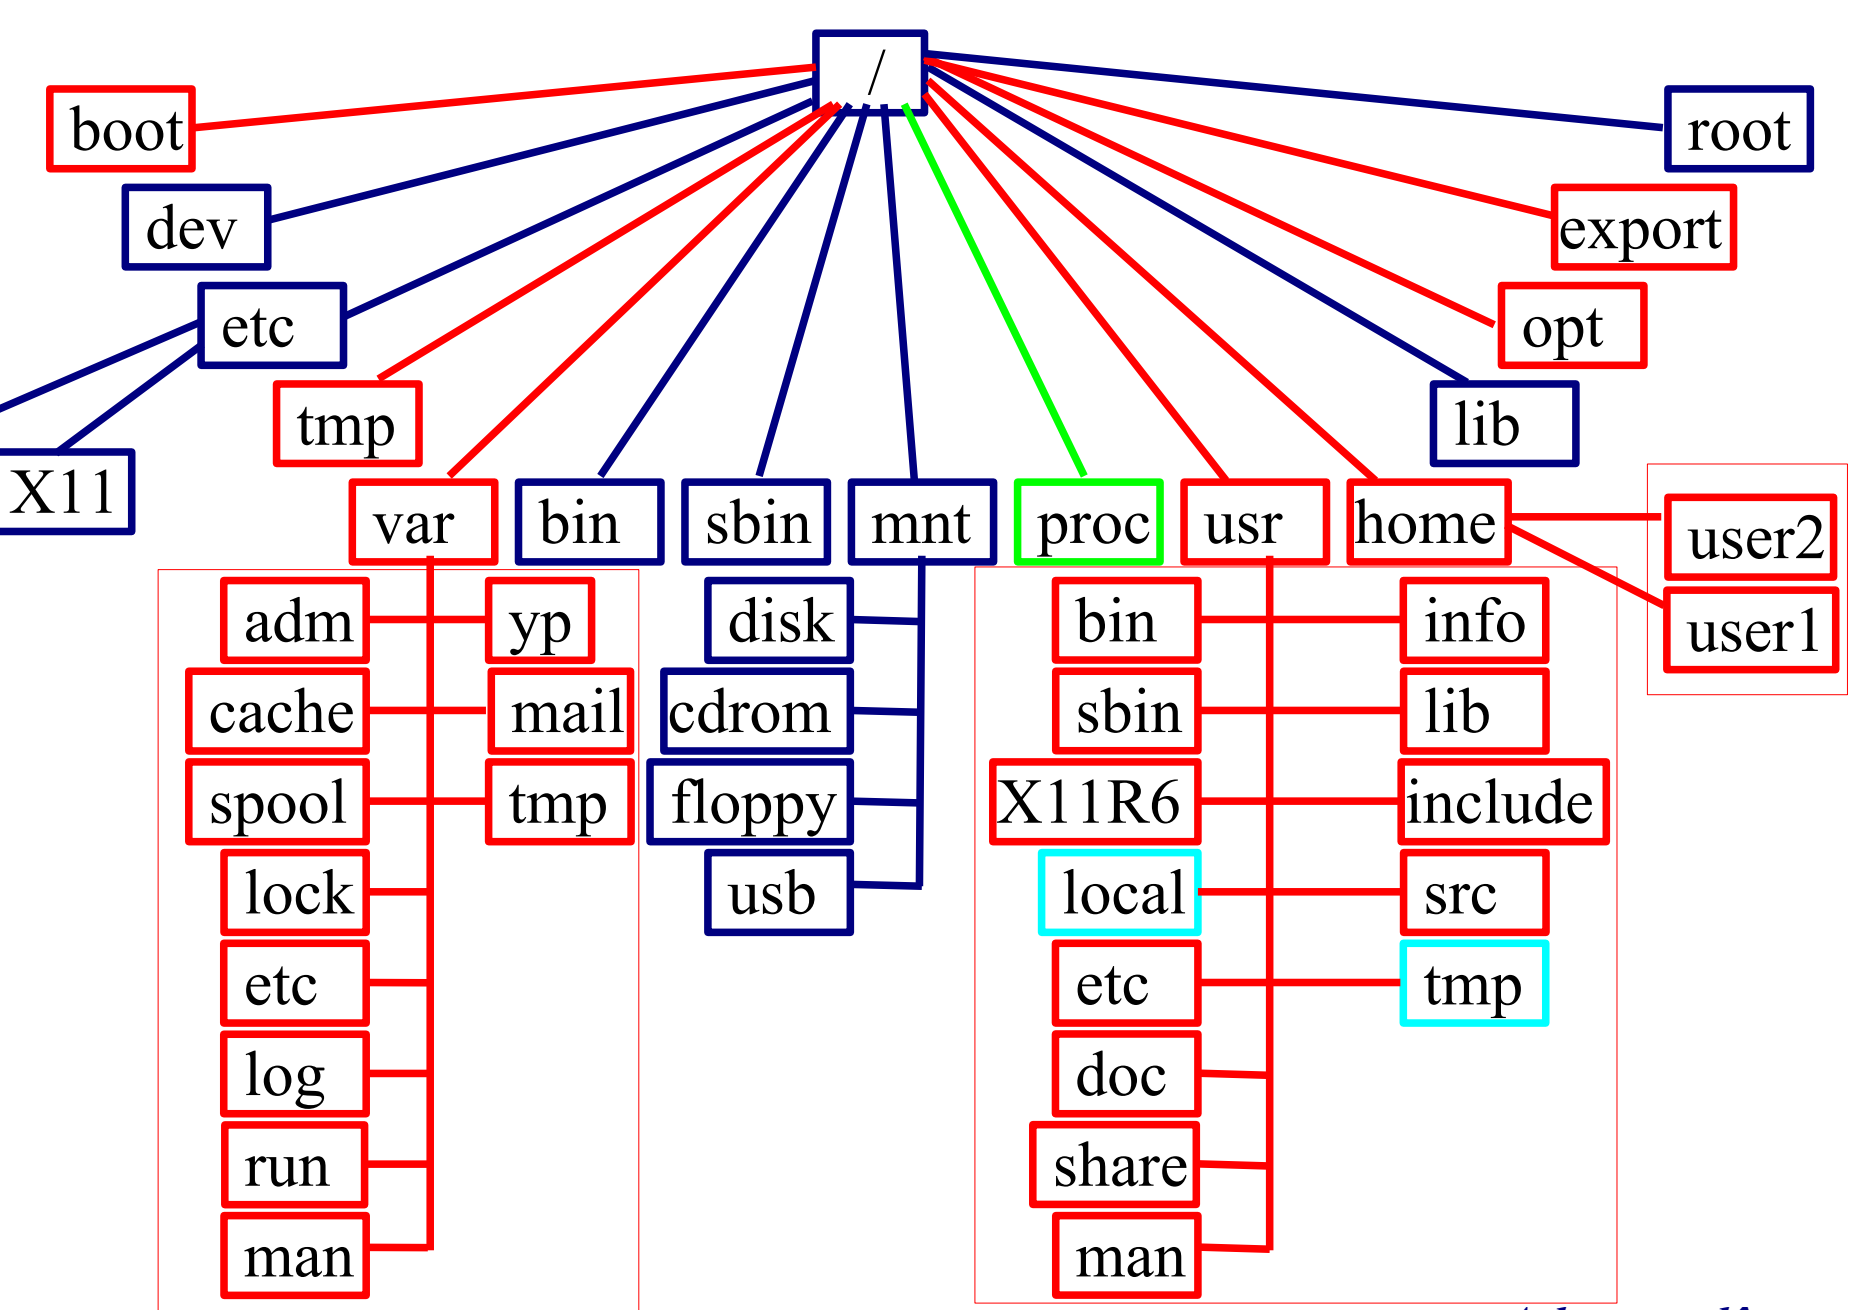 /
boot
root
dev
export
etc
opt
tmp
lib
X11
var
bin
sbin
mnt
proc
usr
home
user2
adm
yp
disk
bin
info
user1
cache
mail
cdrom
sbin
lib
spool
tmp
floppy
X11R6
include
lock
usb
local
src
etc
etc
tmp
log
doc
run
share
man
man